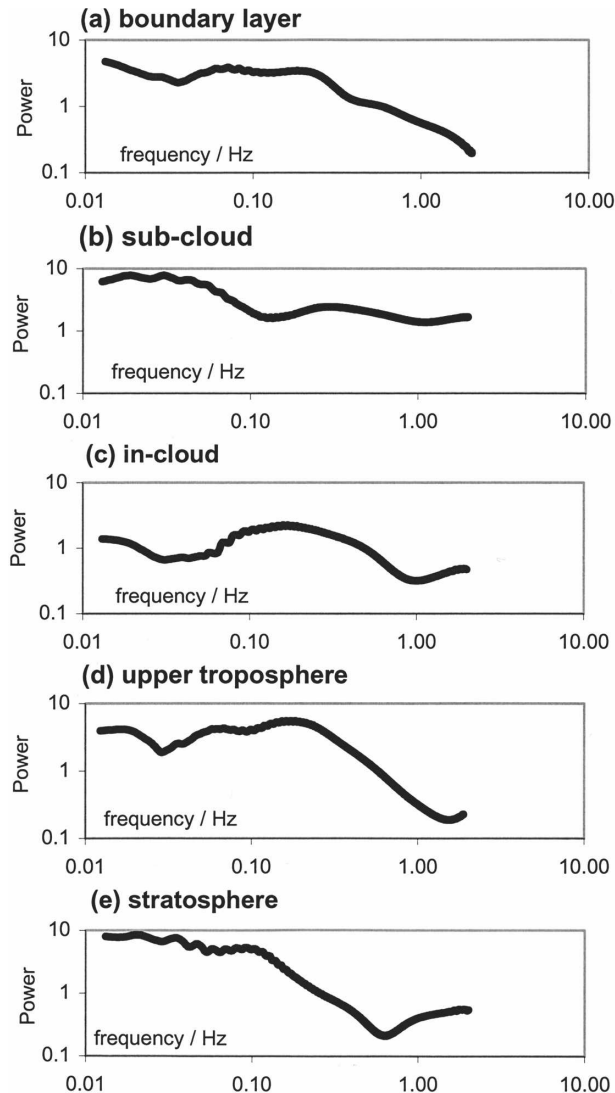 (a) boundary layer
10
1
0.1
Power
frequency / Hz
0.01 0.10 1.00 10.00
(b) sub-cloud
10
1
0.1
Power
frequency / Hz
0.01 0.10 1.00 10.00
(c) in-cloud
10
1
0.1
Power
frequency / Hz
0.01 0.10 1.00 10.00
(d) upper troposphere
10
1
0.1
Power
frequency / Hz
0.01 0.10 1.00 10.00
(e) stratosphere
10
1
0.1
Power
frequency / Hz
0.01 0.10 1.00 10.00